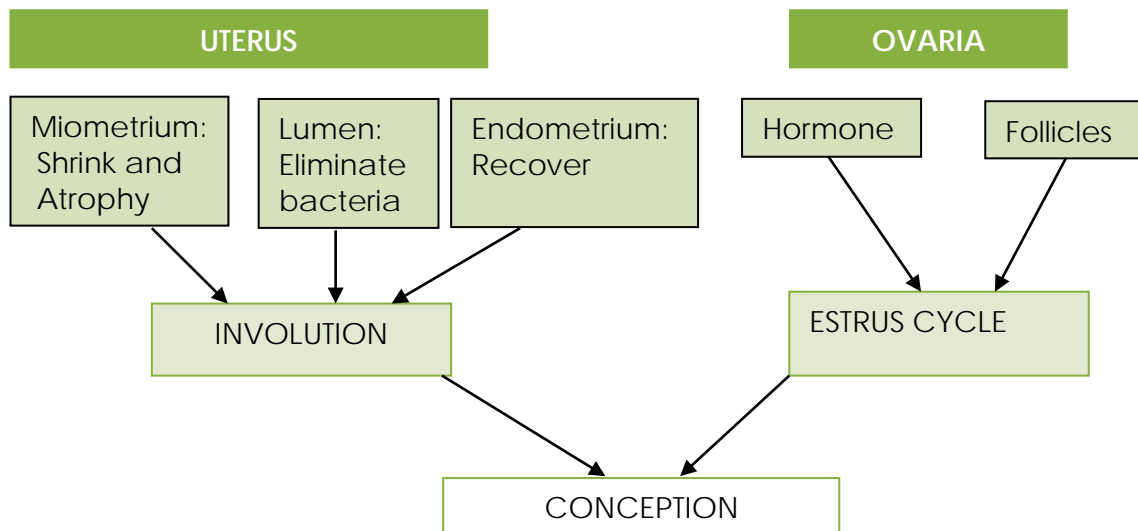 UTERUS
OVARIA
Miometrium:
Shrink and
Atrophy
Lumen:
Eliminate
bacteria
Endometrium:
Recover
Hormone
Follicles
INVOLUTION
ESTRUS CYCLE
CONCEPTION